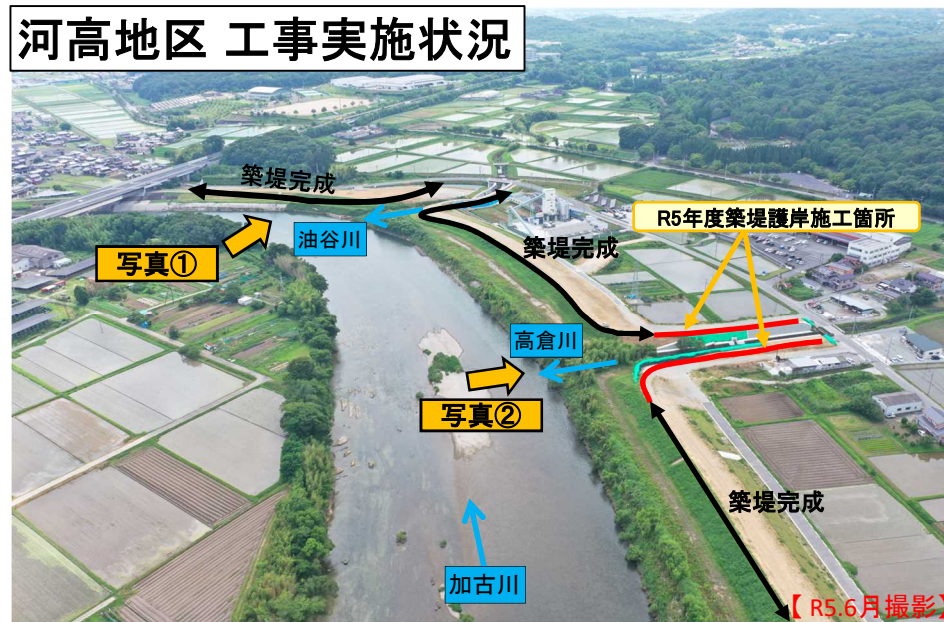 河高地区 工事実施状況
築堤完成
R5年度築堤護岸施工箇所
油谷川
築堤完成
写真①
高倉川
写真②
築堤完成
加古川
【 R5.6月撮影】